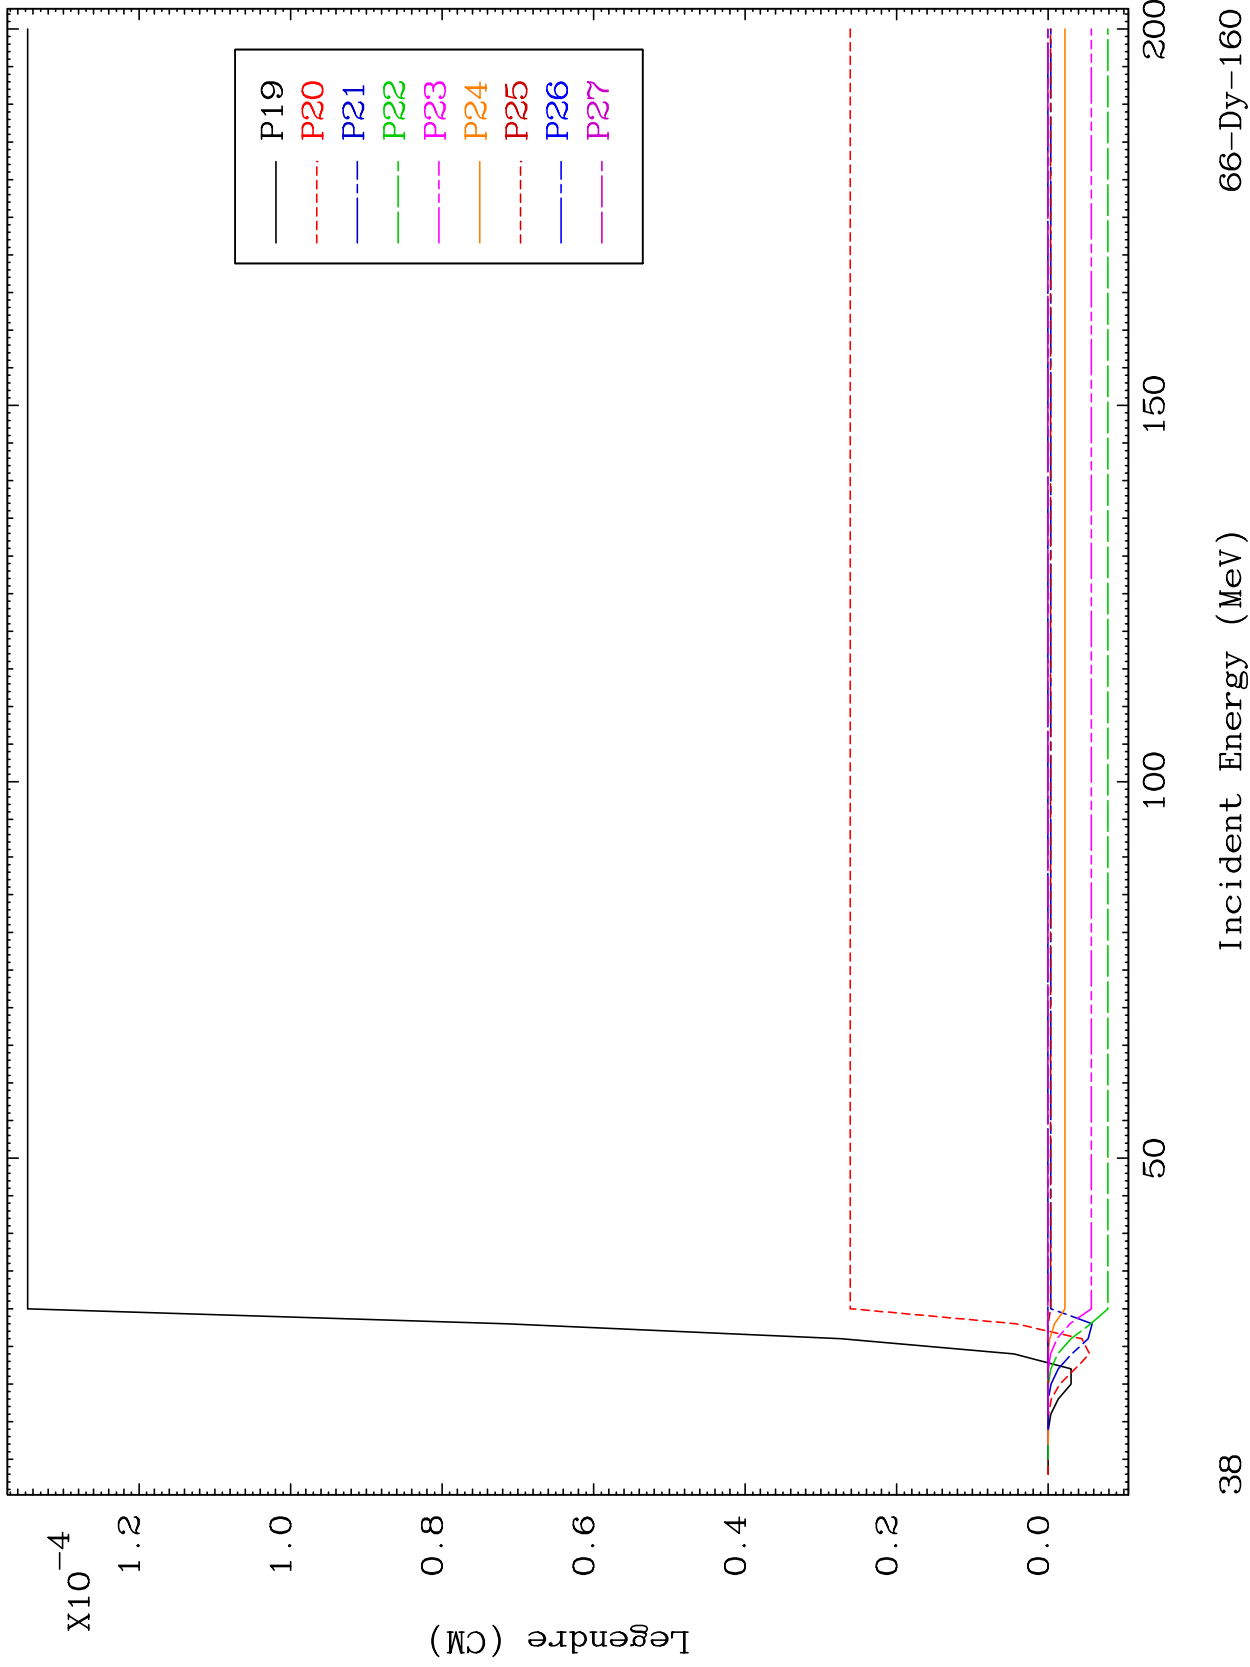 X10-4
1.2
1.0
0.8
0.6
0.4
0.2
0.0
Legendre (CM)
P19
P20
P21
P22
P23
P24
P25
P26
P27
50
100
150
200
Incident Energy (MeV)
38
66-Dy-160